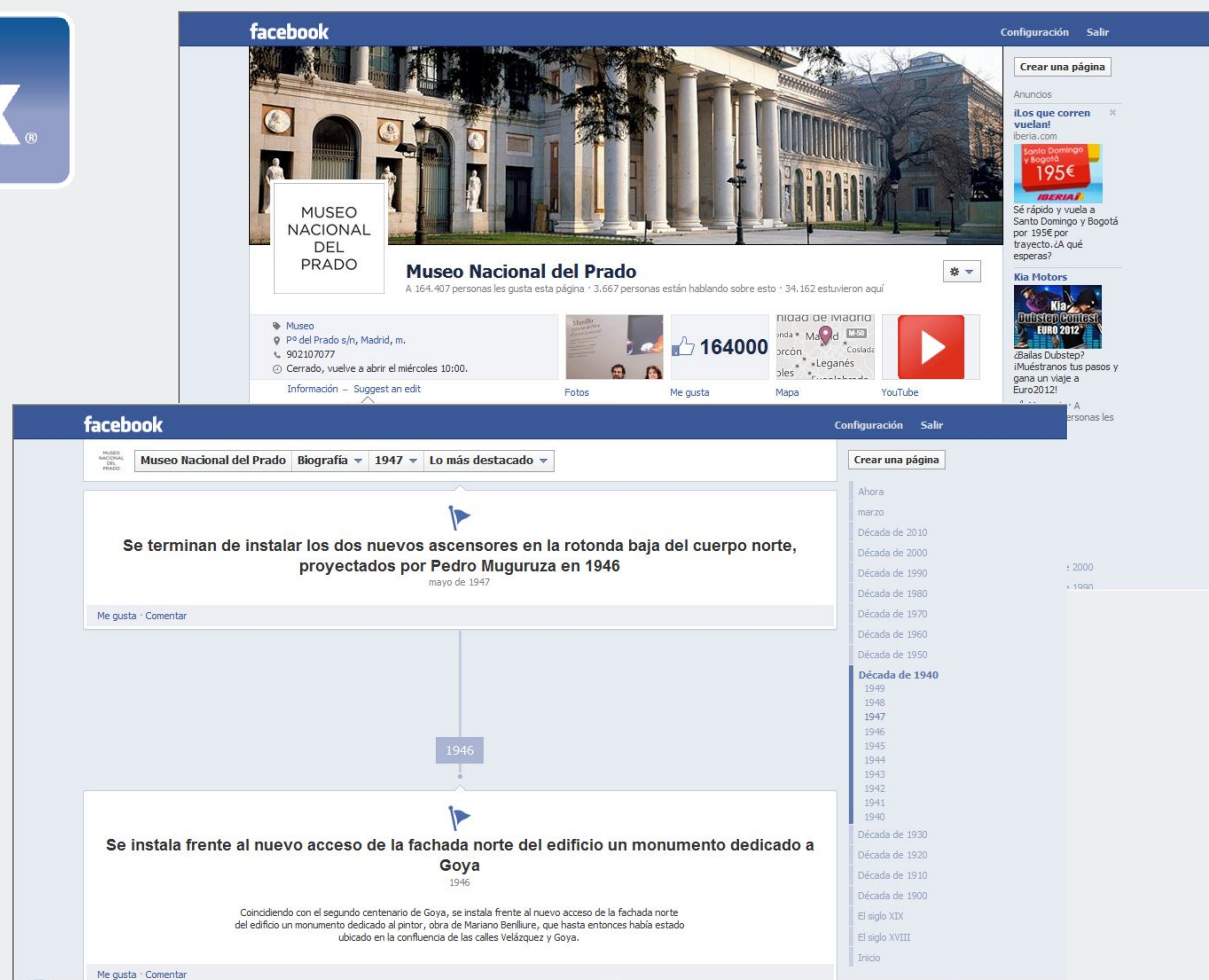 X ®
facebook
Configuración Salir
MUSEO
NACIONAL
DEL
PRADO
Museo Nacional del Prado
A 164.407 personas les gusta esta página · 3.667 personas están hablando sobre esto · 34.162 estuvieron aquí
Museo
Pº del Prado s/n, Madrid, m.
902107077
Cerrado, vuelve a abrir el miércoles 10:00.
Información – Suggest an edit
Murillo
Fotos
164000
Me gusta
Madrid
M-50
Coslada
Leganés
Mapa
YouTube
Crear una página
Anuncios
¡Los que corren
vuelan!
iberia.com
Santo Domingo
y Bogotá
195€
IBERIA
Sé rápido y vuela a
Santo Domingo y Bogotá
por 195€ por
trayecto.¿A qué
esperas?
Kia Motors
Kia
Dubstep Contest
EURO 2012
¿Bailas Dubstep?
¡Muéstranos tus pasos y
gana un viaje a
Euro2012!
· A
personas les
2000
1990
facebook
Configuración Salir
MUSEO
NACIONAL
DEL
PRADO
Museo Nacional del Prado Biografía 1947 Lo más destacado
Se terminan de instalar los dos nuevos ascensores en la rotonda baja del cuerpo norte,
proyectados por Pedro Muguruza en 1946
mayo de 1947
Me gusta · Comentar
1946
Se instala frente al nuevo acceso de la fachada norte del edificio un monumento dedicado a
Goya
1946
Coincidiendo con el segundo centenario de Goya, se instala frente al nuevo acceso de la fachada norte
del edificio un monumento dedicado al pintor, obra de Mariano Benlliure, que hasta entonces había estado
ubicado en la confluencia de las calles Velázquez y Goya.
Me gusta · Comentar
Crear una página
Ahora
marzo
Década de 2010
Década de 2000
Década de 1990
Década de 1980
Década de 1970
Década de 1960
Década de 1950
Década de 1940
1949
1948
1947
1946
1945
1944
1943
1942
1941
1940
Década de 1930
Década de 1920
Década de 1910
Década de 1900
El siglo XIX
El siglo XVIII
Inicio